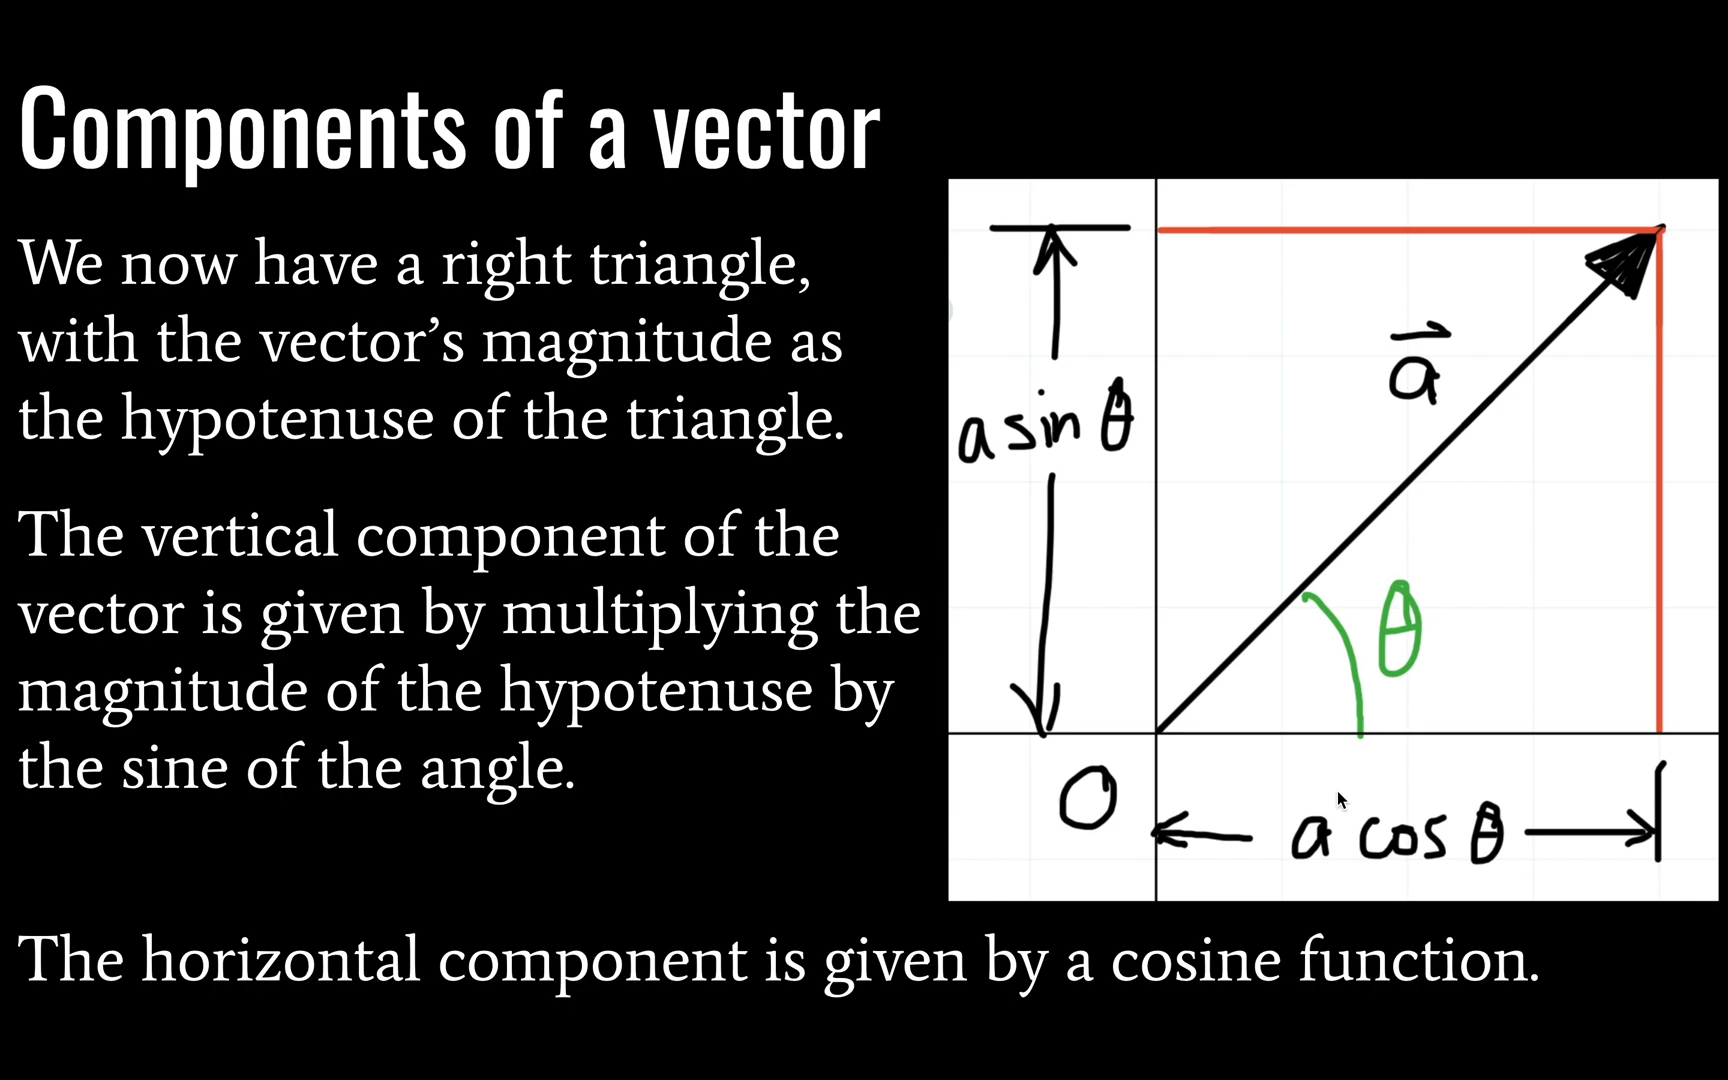 Components of a vector
We now have a right triangle,
with the vector’s magnitude as
the hypotenuse of the triangle.
The vertical component of the
vector is given by multiplying the
magnitude of the hypotenuse by
the sine of the angle.
a⃗
a sin θ
θ
O
a cos θ
The horizontal component is given by a cosine function.